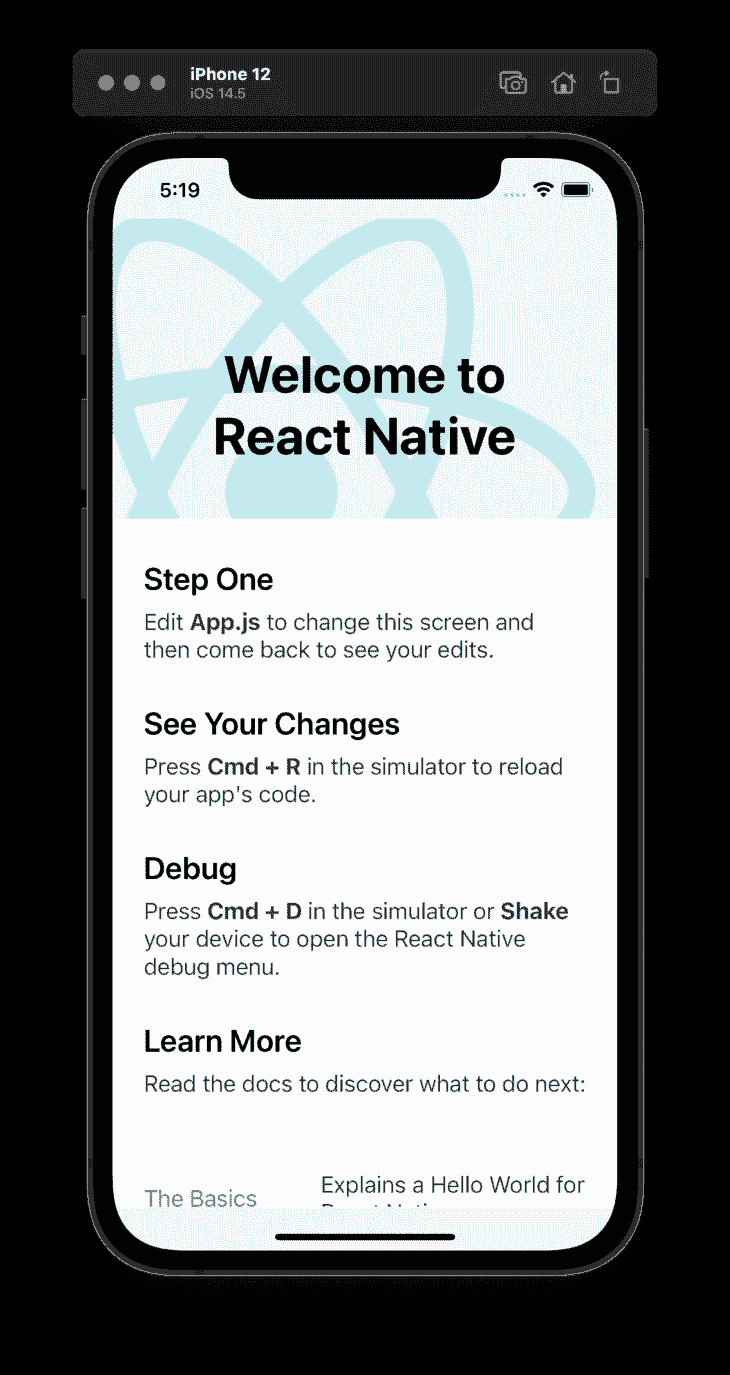 iPhone 12
iOS 14.5
5:19
Welcome to
React Native
Step One
Edit App.js to change this screen and
then come back to see your edits.
See Your Changes
Press Cmd + R in the simulator to reload
your app's code.
Debug
Press Cmd + D in the simulator or Shake
your device to open the React Native
debug menu.
Learn More
Read the docs to discover what to do next:
The Basics
Explains a Hello World for